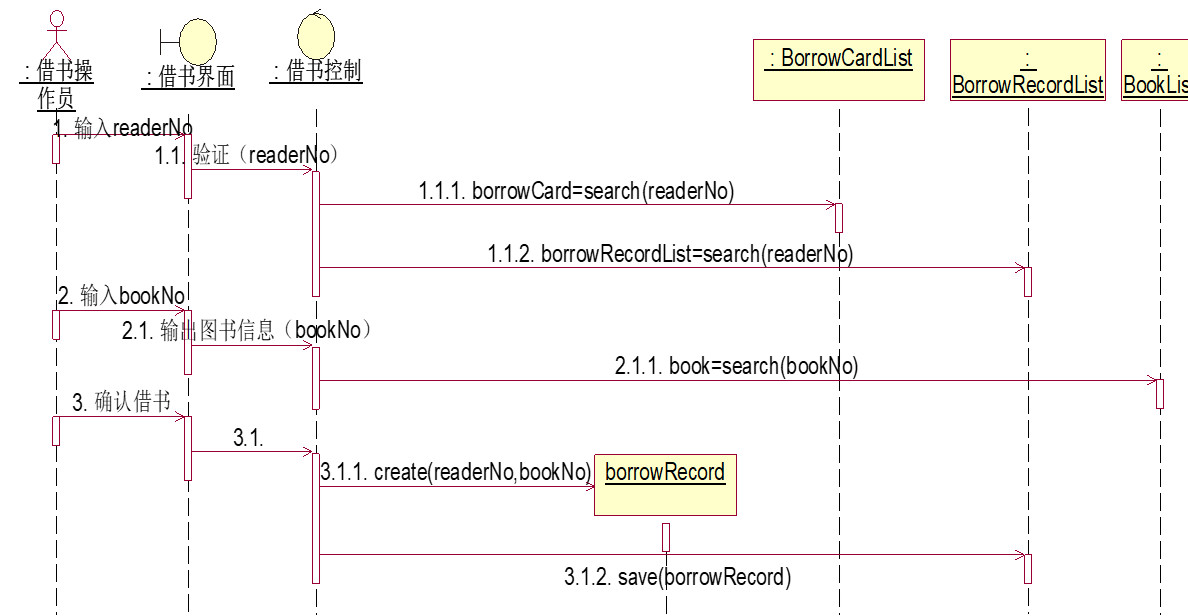 : 借书操
作员
: 借书界面
: 借书控制
: BorrowCardList
:
BorrowRecordList
:
BookLis
1. 输入readerNo
1.1. 验证（readerNo）
1.1.1. borrowCard=search(readerNo)
1.1.2. borrowRecordList=search(readerNo)
2. 输入bookNo
2.1. 输出图书信息（bookNo）
2.1.1. book=search(bookNo)
3. 确认借书
3.1.
3.1.1. create(readerNo,bookNo)
borrowRecord
3.1.2. save(borrowRecord)